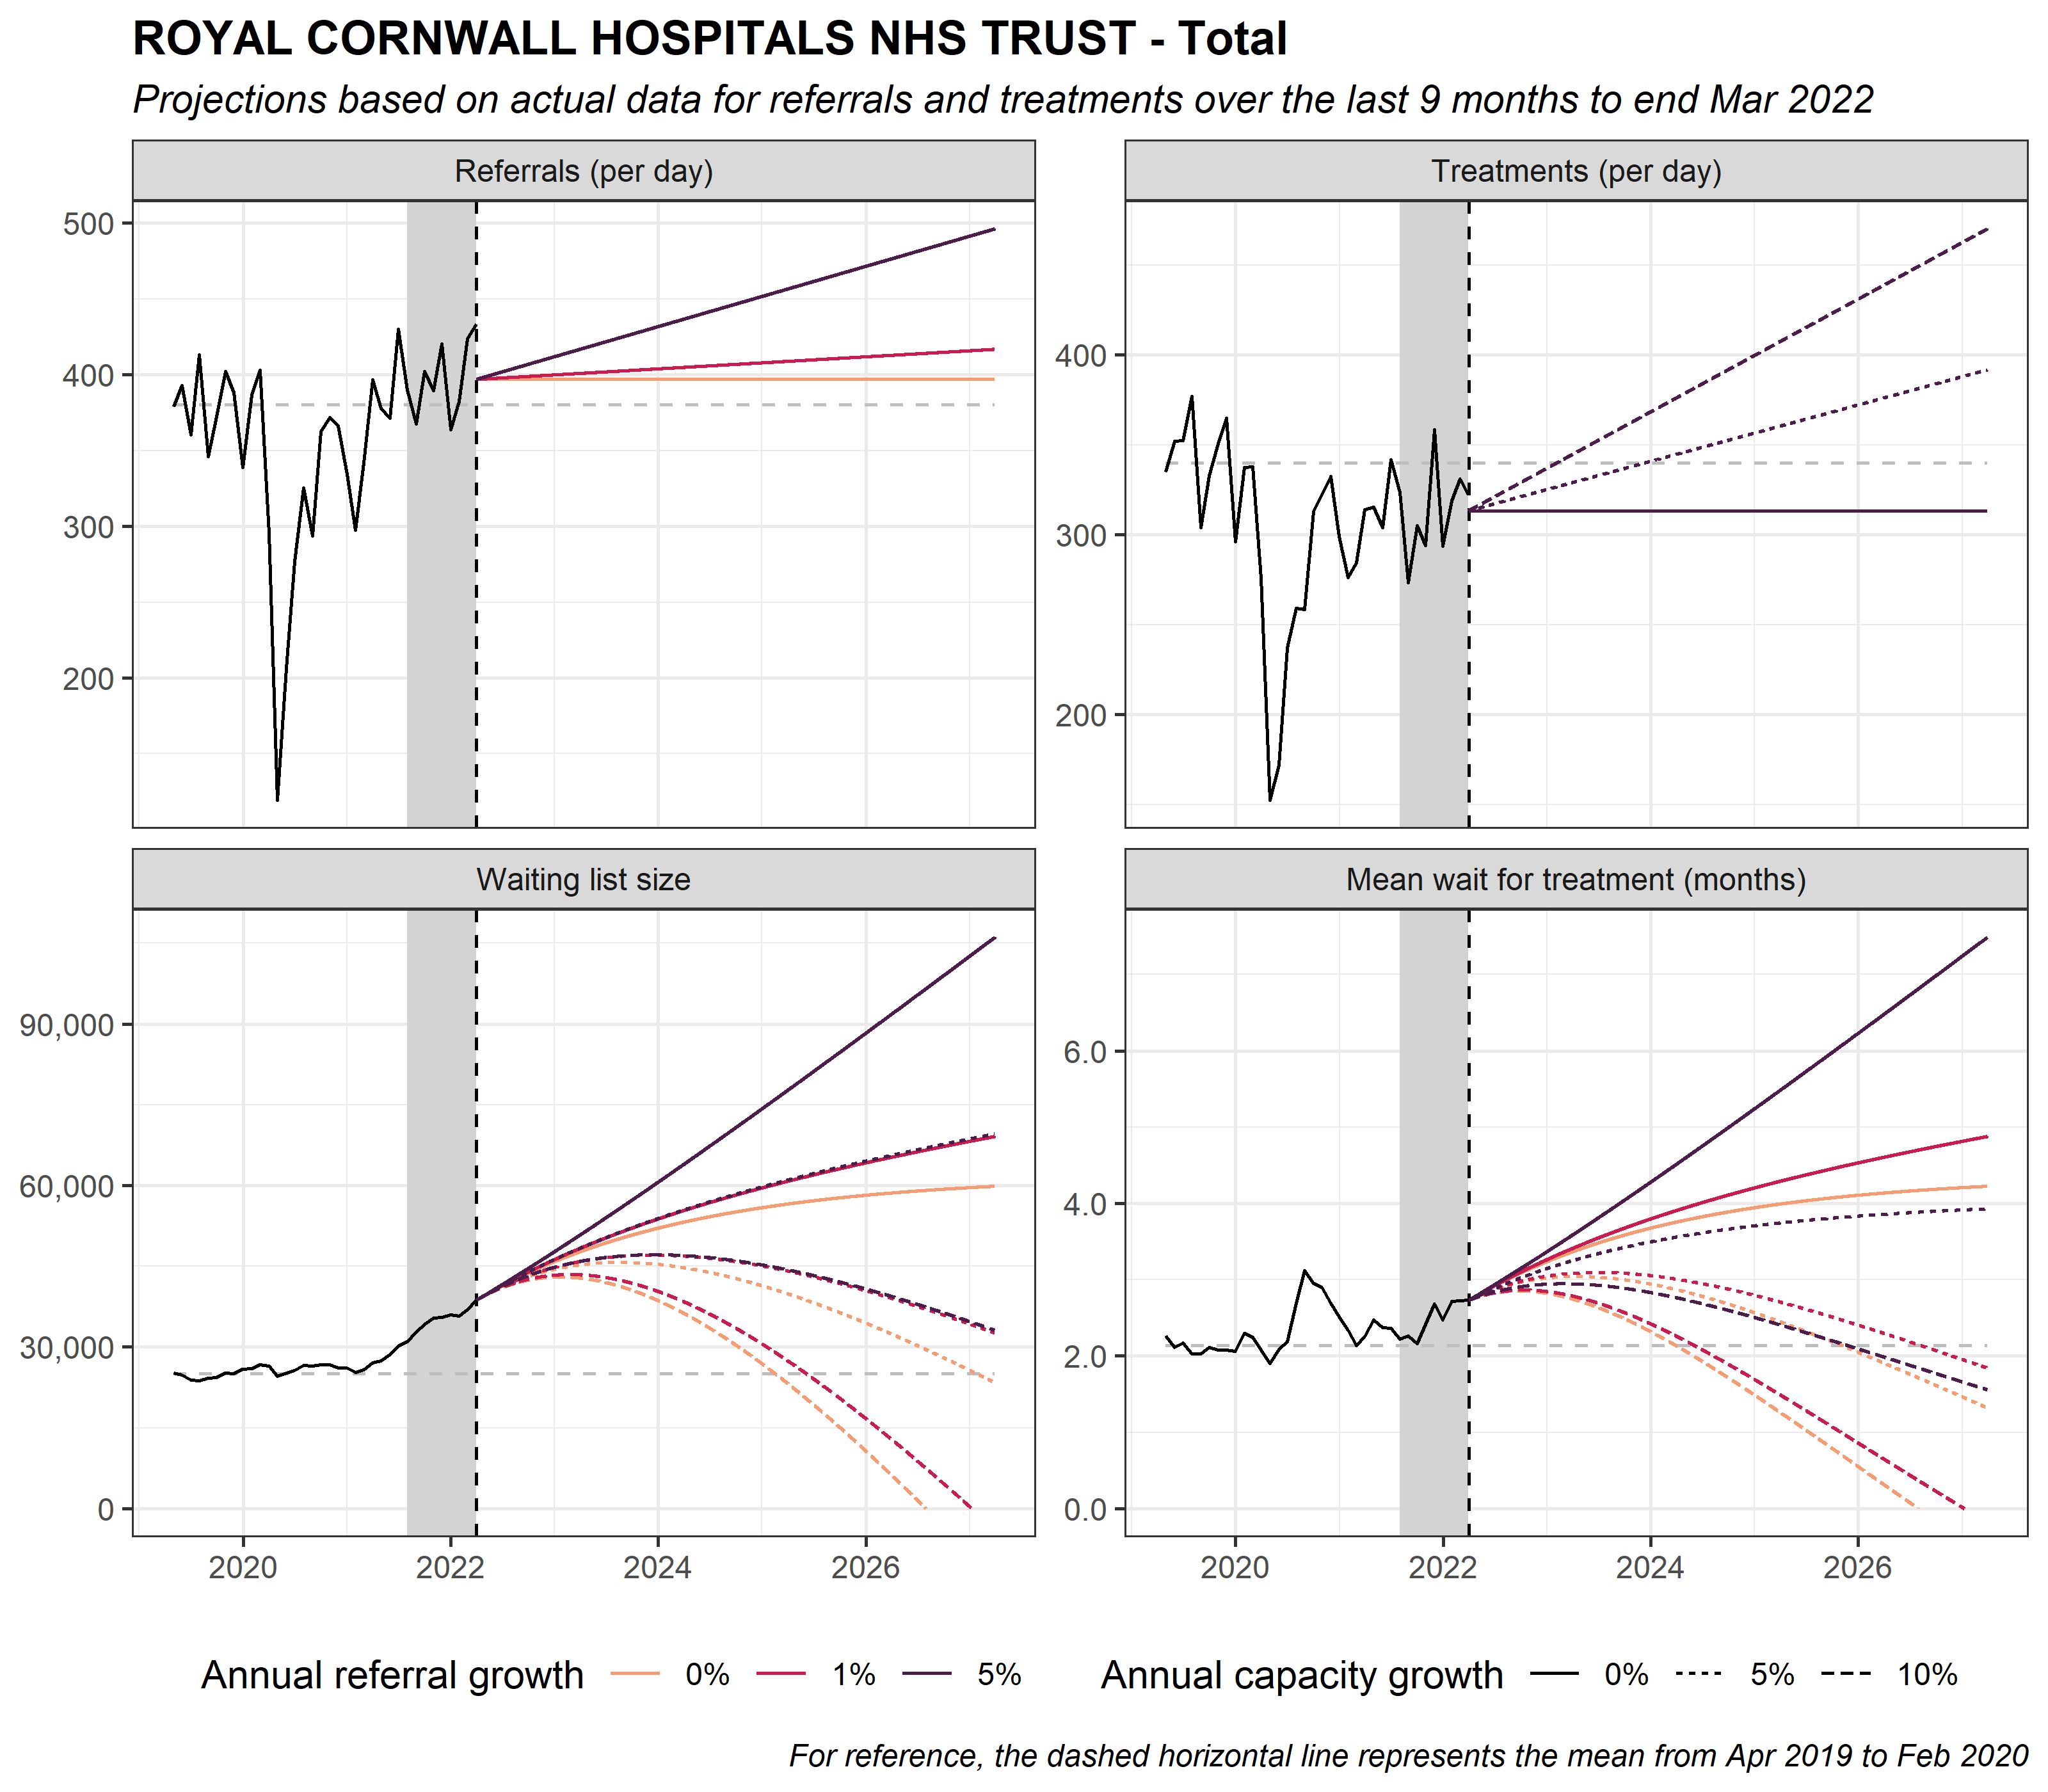 ROYAL CORNWALL HOSPITALS NHS TRUST - Total
Projections based on actual data for referrals and treatments over the last 9 months to end Mar 2022
Referrals (per day)
500
400
300
200
Treatments (per day)
400
300
200
Waiting list size
90,000
60,000
30,000
0
2020 2022 2024 2026
Mean wait for treatment (months)
6.0
4.0
2.0
0.0
2020 2022 2024 2026
Annual referral growth 0% 1% 5%
Annual capacity growth 0% 5% 10%
For reference, the dashed horizontal line represents the mean from Apr 2019 to Feb 2020